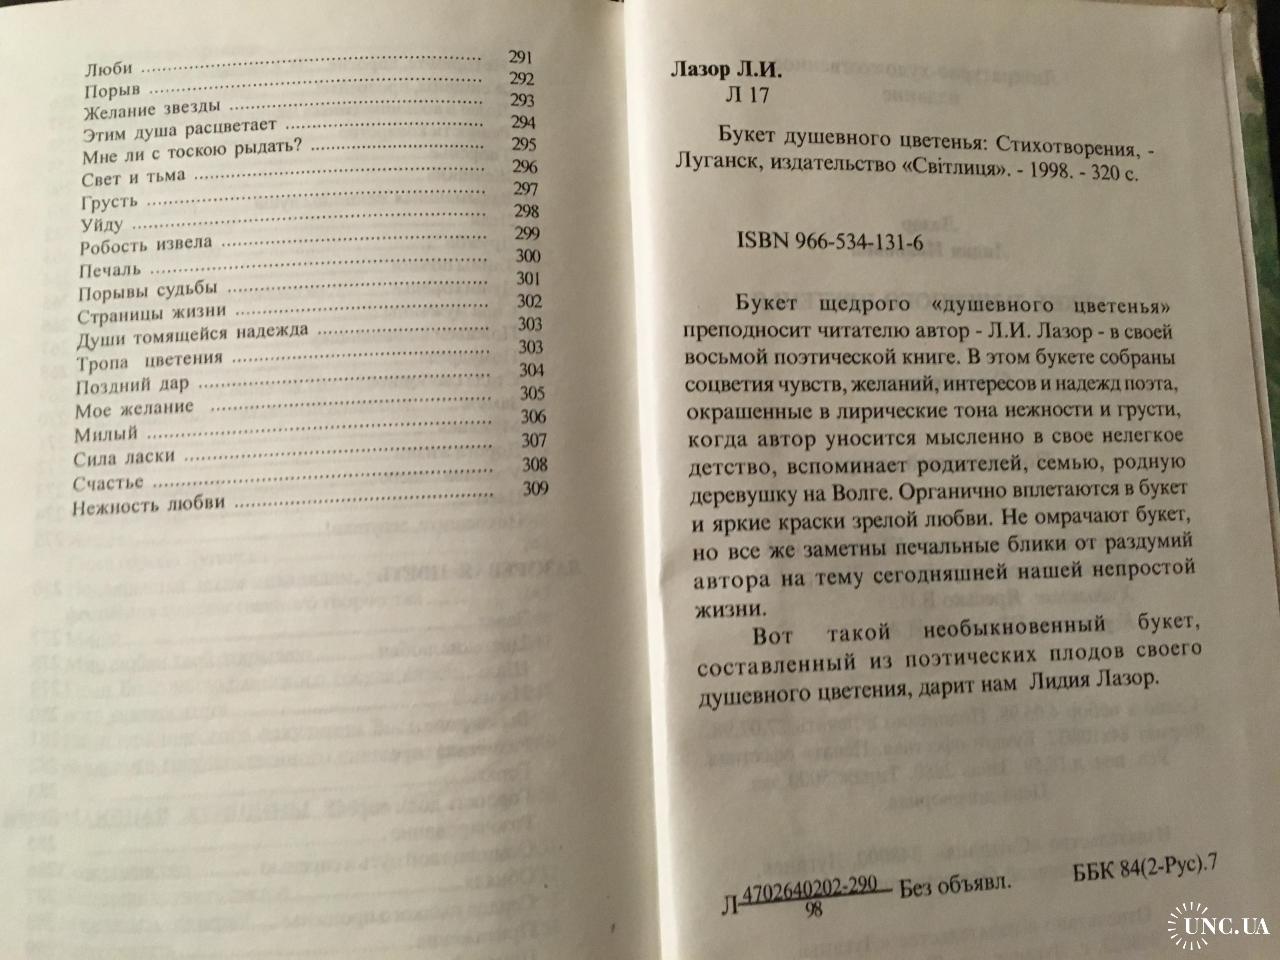 Люби ........ 291
Порыв ........ 292
Желание звезды ........ 293
Этим душа расцветает ........ 294
Мне ли с тоскою рыдать? ........ 295
Свет и тьма ........ 296
Грусть ........ 297
Уйду ........ 298
Робость извела ........ 299
Печаль ........ 300
Порывы судьбы ........ 301
Страницы жизни ........ 302
Души томящейся надежда ........ 303
Тропа цветения ........ 303
Поздний дар ........ 304
Мое желание ........ 305
Милый ........ 306
Сила ласки ........ 307
Счастье ........ 308
Нежность любви ........ 309
Лазор Л.И.
Л 17
Букет душевного цветенья: Стихотворения, -
Луганск, издательство «Світлиця». - 1998. - 320 с.
ISBN 966-534-131-6
Букет щедрого «душевного цветенья»
преподносит читателю автор - Л.И. Лазор - в своей
восьмой поэтической книге. В этом букете собраны
соцветия чувств, желаний, интересов и надежд поэта,
окрашенные в лирические тона нежности и грусти,
когда автор уносится мысленно в свое нелегкое
детство, вспоминает родителей, семью, родную
деревушку на Волге. Органично вплетаются в букет
и яркие краски зрелой любви. Не омрачают букет,
но все же заметны печальные блики от раздумий
автора на тему сегодняшней нашей непростой
жизни.
Вот такой необыкновенный букет,
составленный из поэтических плодов своего
душевного цветения, дарит нам Лидия Лазор.
Л 4702640202-290 Без объявл. ББК 84(2-Рус).7
98
UNC.UA